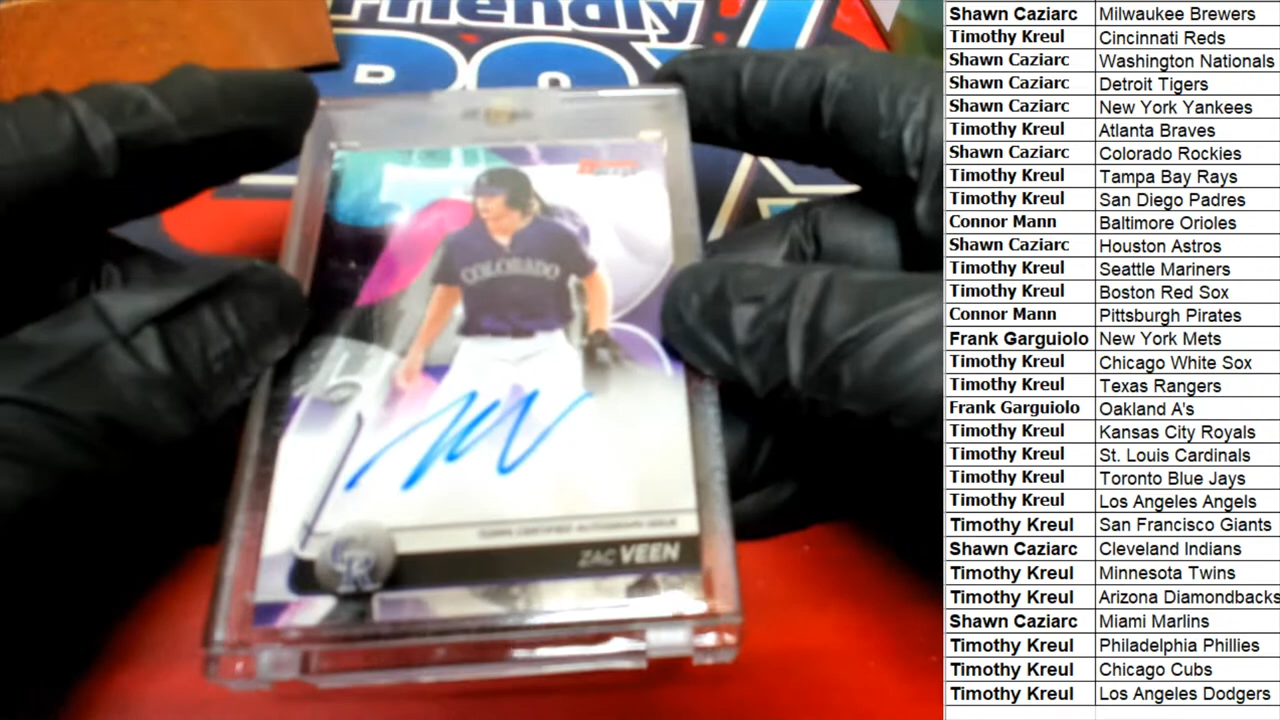 Friendly
BOX
COLORADO
TOPPS CERTIFIED AUTOGRAPH ISSUE
ZAC VEEN
CR
Shawn Caziarc Milwaukee Brewers
Timothy Kreul Cincinnati Reds
Shawn Caziarc Washington Nationals
Shawn Caziarc Detroit Tigers
Shawn Caziarc New York Yankees
Timothy Kreul Atlanta Braves
Shawn Caziarc Colorado Rockies
Timothy Kreul Tampa Bay Rays
Timothy Kreul San Diego Padres
Connor Mann Baltimore Orioles
Shawn Caziarc Houston Astros
Timothy Kreul Seattle Mariners
Timothy Kreul Boston Red Sox
Connor Mann Pittsburgh Pirates
Frank Garguiolo New York Mets
Timothy Kreul Chicago White Sox
Timothy Kreul Texas Rangers
Frank Garguiolo Oakland A's
Timothy Kreul Kansas City Royals
Timothy Kreul St. Louis Cardinals
Timothy Kreul Toronto Blue Jays
Timothy Kreul Los Angeles Angels
Timothy Kreul San Francisco Giants
Shawn Caziarc Cleveland Indians
Timothy Kreul Minnesota Twins
Timothy Kreul Arizona Diamondbacks
Shawn Caziarc Miami Marlins
Timothy Kreul Philadelphia Phillies
Timothy Kreul Chicago Cubs
Timothy Kreul Los Angeles Dodgers